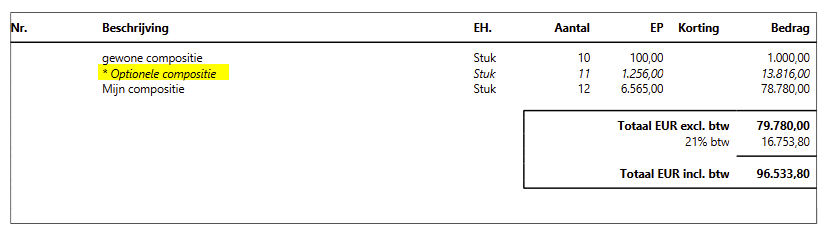 Nr. Beschrijving EH. Aantal EP Korting Bedrag
gewone compositie Stuk 10 100,00 1.000,00
* Optionele compositie Stuk 11 1.256,00 13.816,00
Mijn compositie Stuk 12 6.565,00 78.780,00
Totaal EUR excl. btw 79.780,00
21% btw 16.753,80
Totaal EUR incl. btw 96.533,80